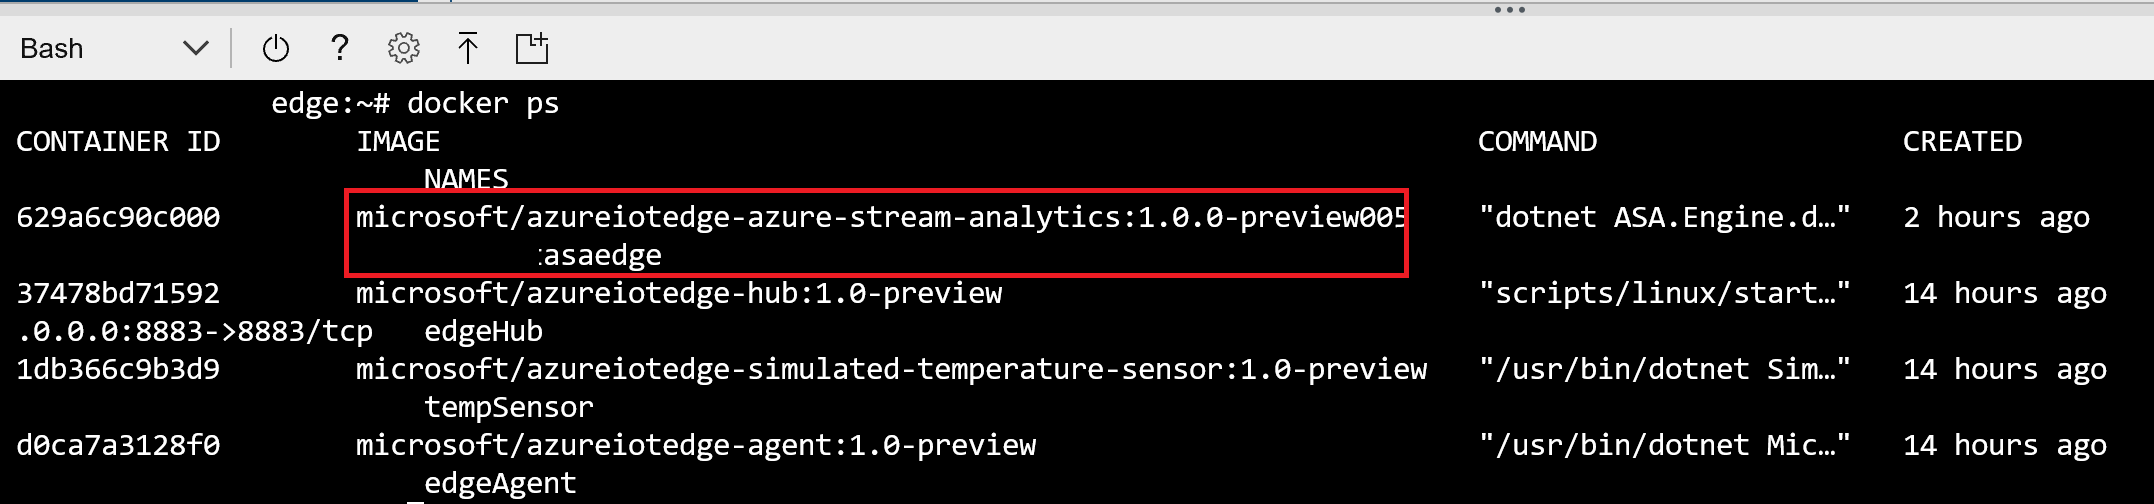 Bash
edge:~# docker ps
CONTAINER ID IMAGE COMMAND CREATED
NAMES
629a6c90c000 microsoft/azureiotedge-azure-stream-analytics:1.0.0-preview005 "dotnet ASA.Engine.d…" 2 hours ago
asaedge
37478bd71592 microsoft/azureiotedge-hub:1.0-preview "scripts/linux/start…" 14 hours ago
.0.0.0:8883->8883/tcp edgeHub
1db366c9b3d9 microsoft/azureiotedge-simulated-temperature-sensor:1.0-preview "/usr/bin/dotnet Sim…" 14 hours ago
tempSensor
d0ca7a3128f0 microsoft/azureiotedge-agent:1.0-preview "/usr/bin/dotnet Mic…" 14 hours ago
edgeAgent